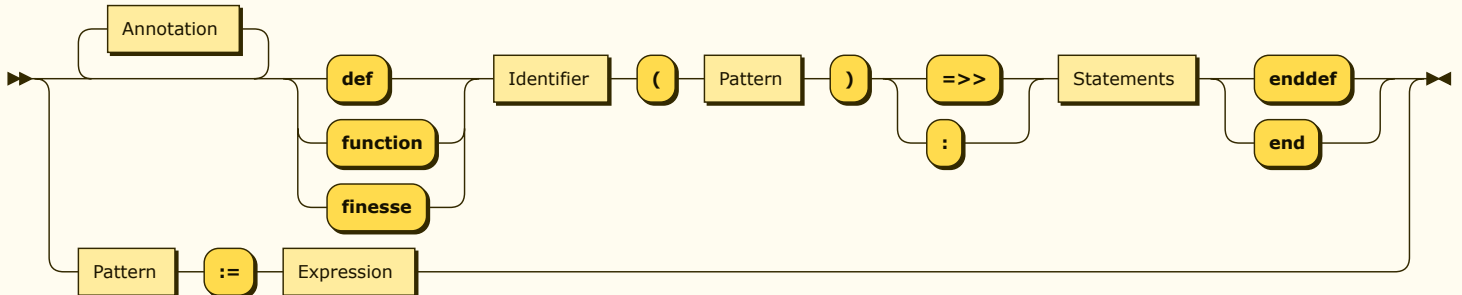 Annotation
def Identifier ( Pattern ) =>> Statements enddef
function : end
finesse
Pattern := Expression